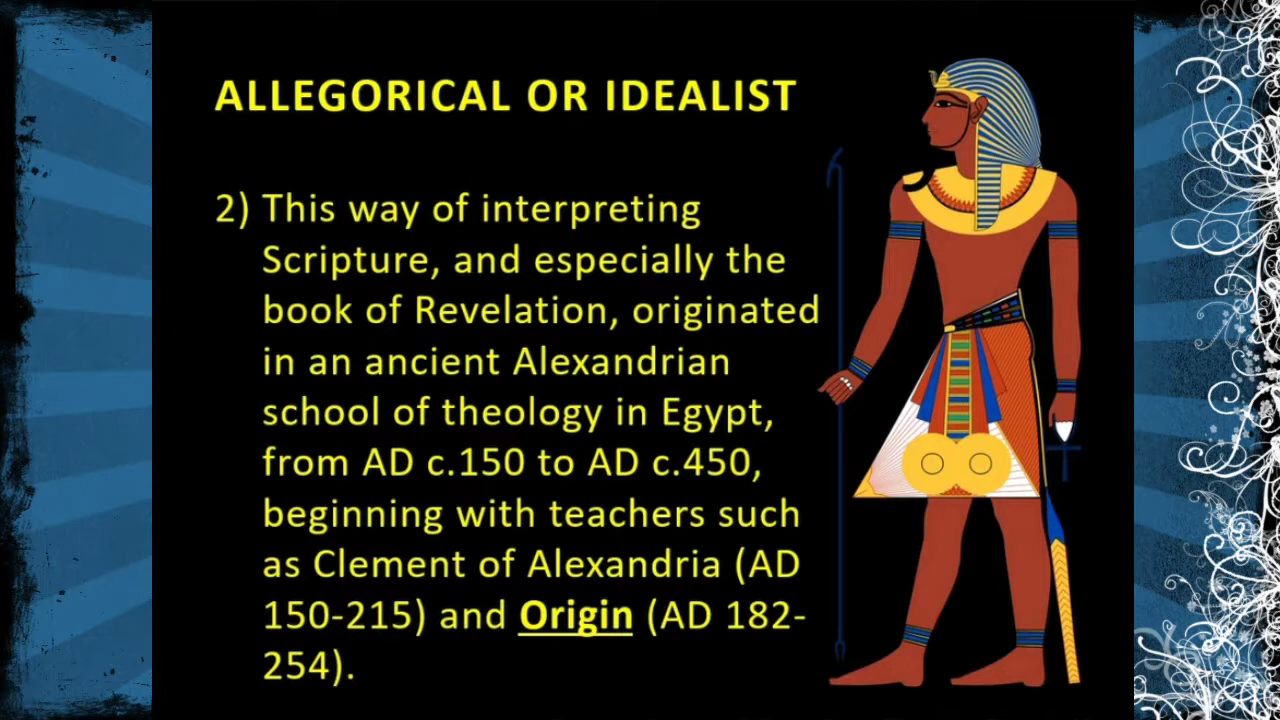 ALLEGORICAL OR IDEALIST
2) This way of interpreting
Scripture, and especially the
book of Revelation, originated
in an ancient Alexandrian
school of theology in Egypt,
from AD c.150 to AD c.450,
beginning with teachers such
as Clement of Alexandria (AD
150-215) and Origin (AD 182-
254).